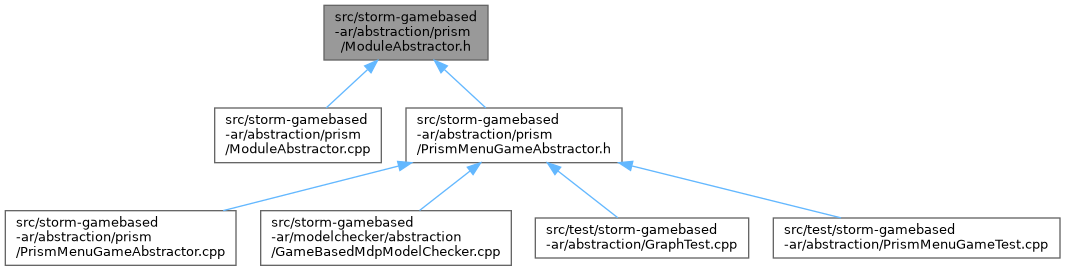 src/storm-gamebased
-ar/abstraction/prism
/ModuleAbstractor.h
src/storm-gamebased
-ar/abstraction/prism
/ModuleAbstractor.cpp
src/storm-gamebased
-ar/abstraction/prism
/PrismMenuGameAbstractor.h
src/storm-gamebased
-ar/abstraction/prism
/PrismMenuGameAbstractor.cpp
src/storm-gamebased
-ar/modelchecker/abstraction
/GameBasedMdpModelChecker.cpp
src/test/storm-gamebased
-ar/abstraction/GraphTest.cpp
src/test/storm-gamebased
-ar/abstraction/PrismMenuGameTest.cpp